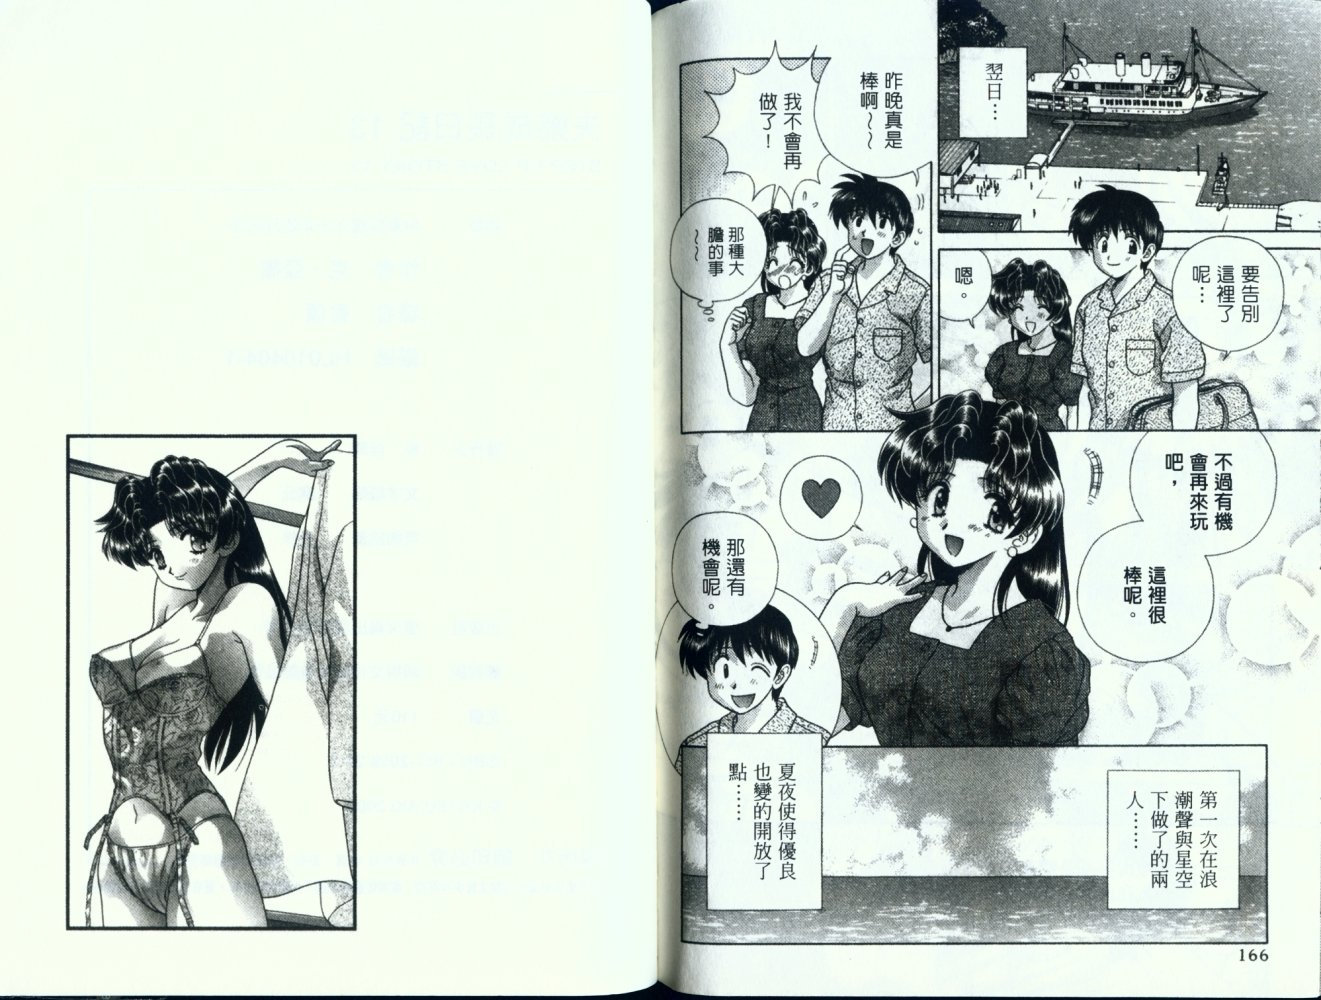 翌日…
要告別
這裡了
呢…
嗯。
昨晚真是
棒啊～～
我不會再
做了！
那種大
膽的事
～～
不過有機
會再來玩
吧，
這裡很
棒呢。
那還有
機會呢。
第一次在浪
潮聲與星空
下做了的兩
人……
夏夜使得優良
也變的開放了
點……
166